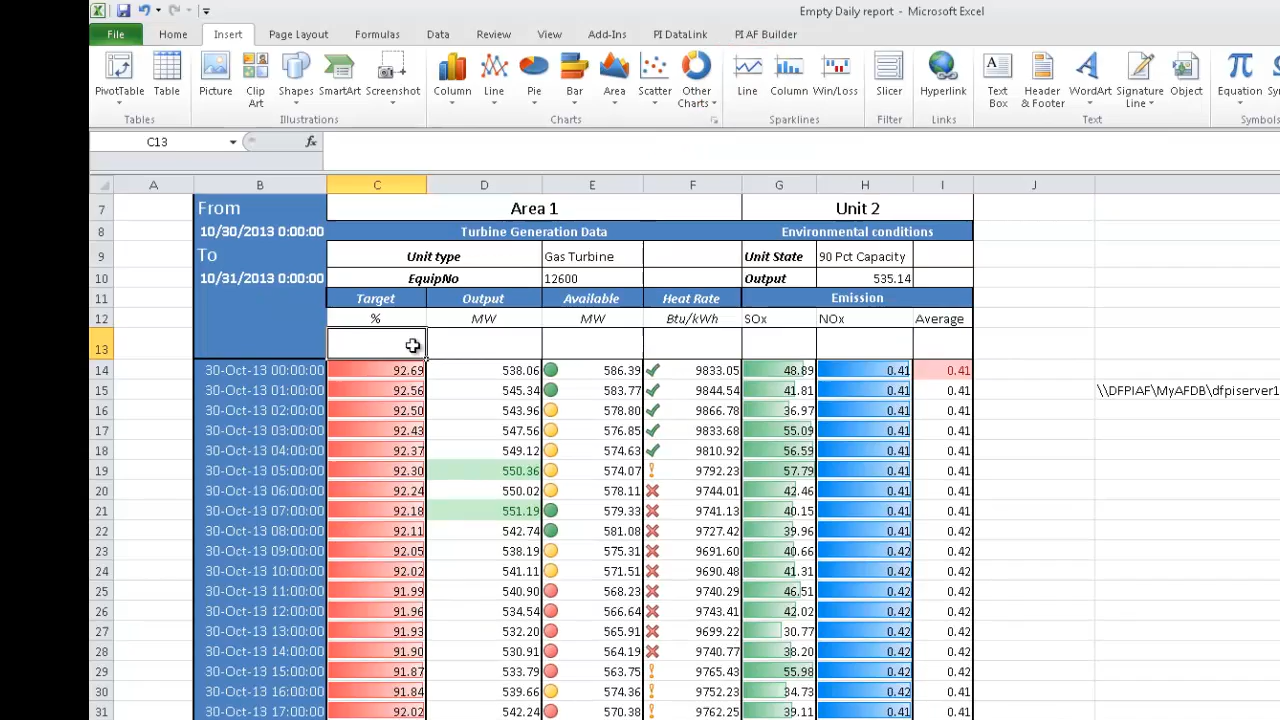 Empty Daily report - Microsoft Excel
File Home Insert Page Layout Formulas Data Review View Add-Ins PI DataLink PI AF Builder
PivotTable Table Picture Clip Art Shapes SmartArt Screenshot Column Line Pie Bar Area Scatter Other Charts Line Column Win/Loss Slicer Hyperlink Text Box Header & Footer WordArt Signature Line Object Equation
Tables Illustrations Charts Sparklines Filter Links Text Symbols
C13 fx
A B C D E F G H I J
7 From Area 1 Unit 2
8 10/30/2013 0:00:00 Turbine Generation Data Environmental conditions
9 To Unit type Gas Turbine Unit State 90 Pct Capacity
10 10/31/2013 0:00:00 EquipNo 12600 Output 535.14
11 Target Output Available Heat Rate Emission
12 % MW MW Btu/kWh SOx NOx Average
13
14 30-Oct-13 00:00:00 92.69 538.06 586.39 9833.05 48.89 0.41 0.41
15 30-Oct-13 01:00:00 92.56 545.34 583.77 9844.54 41.81 0.41 0.41 \\DFPIAF\MyAFDB\dfpiserver1
16 30-Oct-13 02:00:00 92.50 543.96 578.80 9866.78 36.97 0.41 0.41
17 30-Oct-13 03:00:00 92.43 547.56 576.85 9833.68 55.09 0.41 0.41
18 30-Oct-13 04:00:00 92.37 549.12 574.63 9810.92 56.59 0.41 0.41
19 30-Oct-13 05:00:00 92.30 550.36 574.07 9792.23 57.79 0.41 0.41
20 30-Oct-13 06:00:00 92.24 550.02 578.11 9744.01 42.46 0.41 0.41
21 30-Oct-13 07:00:00 92.18 551.19 579.33 9741.13 40.15 0.41 0.41
22 30-Oct-13 08:00:00 92.11 542.74 581.08 9727.42 39.96 0.41 0.41
23 30-Oct-13 09:00:00 92.05 538.19 575.31 9691.60 40.66 0.42 0.42
24 30-Oct-13 10:00:00 92.02 541.11 571.51 9690.48 41.31 0.42 0.42
25 30-Oct-13 11:00:00 91.99 540.90 568.23 9740.29 46.51 0.42 0.42
26 30-Oct-13 12:00:00 91.96 534.54 566.64 9742.41 42.02 0.42 0.42
27 30-Oct-13 13:00:00 91.93 532.20 565.91 9699.22 30.77 0.42 0.42
28 30-Oct-13 14:00:00 91.90 530.91 564.19 9740.77 38.20 0.42 0.42
29 30-Oct-13 15:00:00 91.87 533.79 563.75 9765.43 0.42 0.42
30 30-Oct-13 16:00:00 91.84 539.66 574.36 9752.23 34.73 0.42 0.42
31 30-Oct-13 17:00:00 92.02 542.24 570.38 9762.25 39.11 0.42 0.42